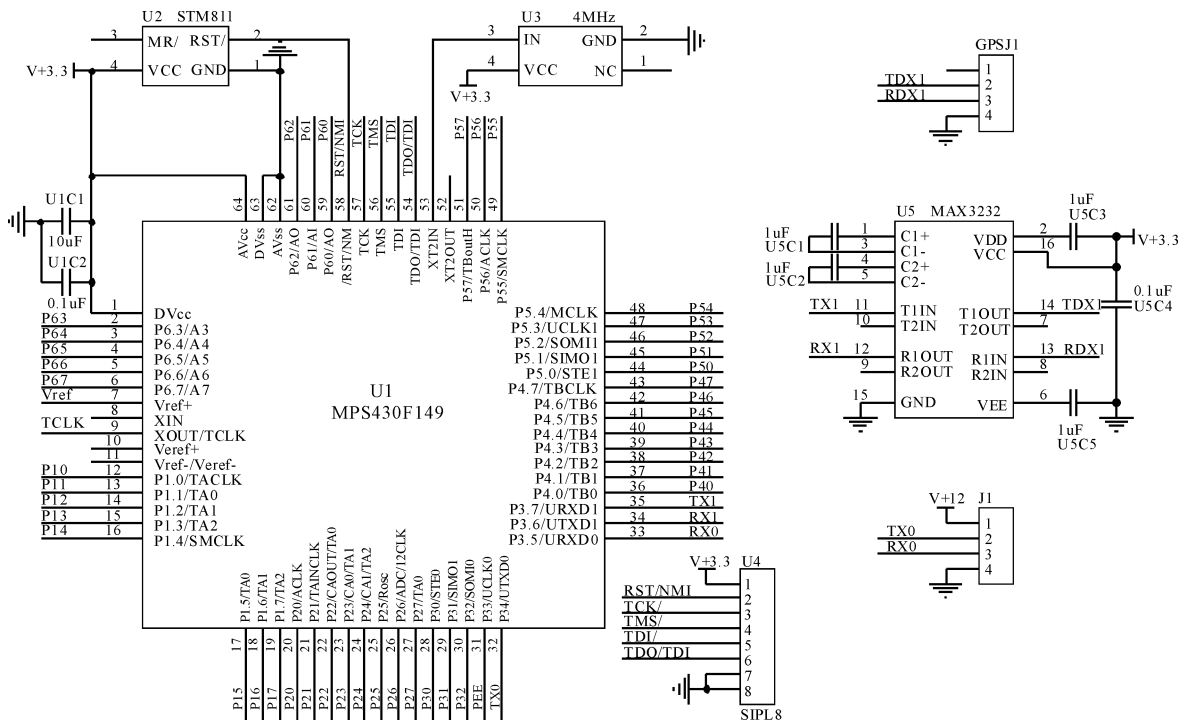 U2 STM811
3 MR/ RST/ 2
4 VCC GND 1
V+3.3
U3 4MHz
3 IN GND 2
4 VCC NC 1
V+3.3
GPSJ1
1
TDX1 2
RDX1 3
4
P62
P61
P60
RST/NMI
TCK
TMS
TDI
TDO/TDI
P57
P56
P55
64 63 62 61 60 59 58 57 56 55 54 53 52 51 50 49
AVcc
DVss
AVss
P62/AO
P61/AI
P60/AO
/RST/NM
TCK
TMS
TDI
TDO/TDI
XT2IN
XT2OUT
P57/TBoutH
P56/ACLK
P55/SMCLK
U1C1
10uF
U1C2
0.1uF
1 DVcc
P63 2 P6.3/A3
P64 3 P6.4/A4
P65 4 P6.5/A5
P66 5 P6.6/A6
P67 6 P6.7/A7
Vref 7 Vref+
8 XIN
TCLK 9 XOUT/TCLK
10 Veref+
11 Vref-/Veref-
P10 12 P1.0/TACLK
P11 13 P1.1/TA0
P12 14 P1.2/TA1
P13 15 P1.3/TA2
P14 16 P1.4/SMCLK
U1
MPS430F149
P5.4/MCLK 48 P54
P5.3/UCLK1 47 P53
P5.2/SOMI1 46 P52
P5.1/SIMO1 45 P51
P5.0/STE1 44 P50
P4.7/TBCLK 43 P47
P4.6/TB6 42 P46
P4.5/TB5 41 P45
P4.4/TB4 40 P44
P4.3/TB3 39 P43
P4.2/TB2 38 P42
P4.1/TB1 37 P41
P4.0/TB0 36 P40
P3.7/URXD1 35 TX1
P3.6/UTXD1 34 RX1
P3.5/URXD0 33 RX0
P1.5/TA0
P1.6/TA1
P1.7/TA2
P20/ACLK
P21/TAINCLK
P22/CAOUT/TA0
P23/CA0/TA1
P24/CA1/TA2
P25/Rosc
P26/ADC/12CLK
P27/TA0
P30/STE0
P31/SIMO1
P32/SOMI0
P33/UCLK0
P34/UTXD0
17 18 19 20 21 22 23 24 25 26 27 28 29 30 31 32
P15
P16
P17
P20
P21
P22
P23
P24
P25
P26
P27
P30
P31
P32
PEE
TX0
U5 MAX3232
1uF
U5C1
1uF
U5C2
1 C1+
3 C1-
4 C2+
5 C2-
TX1 11 T1IN
10 T2IN
RX1 12 R1OUT
9 R2OUT
15 GND
VDD 2
VCC 16
T1OUT 14 TDX1
T2OUT 7
R1IN 13 RDX1
R2IN 8
VEE 6
1uF
U5C3
V+3.3
0.1uF
U5C4
1uF
U5C5
V+12 J1
1
TX0 2
RX0 3
4
V+3.3 U4
1
RST/NMI 2
TCK/ 3
TMS/ 4
TDI/ 5
TDO/TDI 6
7
8
SIPL8